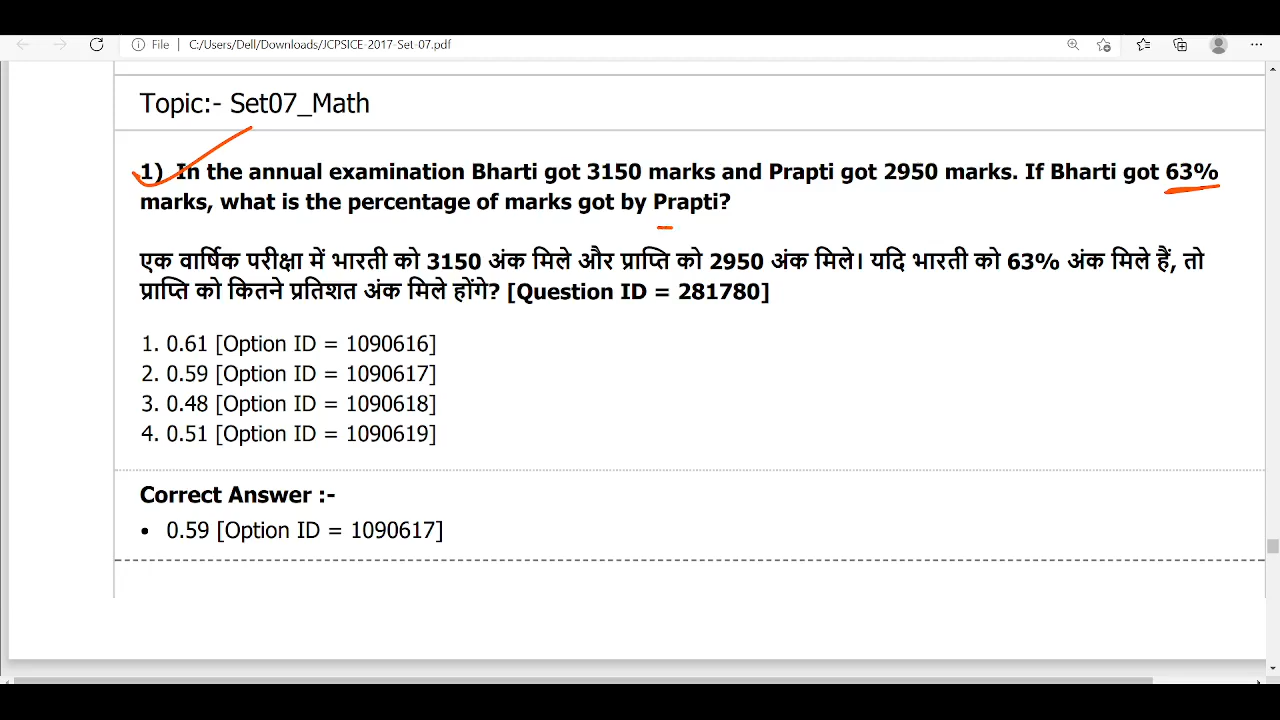 File | C:/Users/Dell/Downloads/JCPSICE-2017-Set-07.pdf
Topic:- Set07_Math
1) In the annual examination Bharti got 3150 marks and Prapti got 2950 marks. If Bharti got 63%
marks, what is the percentage of marks got by Prapti?
एक वार्षिक परीक्षा में भारती को 3150 अंक मिले और प्राप्ति को 2950 अंक मिले। यदि भारती को 63% अंक मिले हैं, तो
प्राप्ति को कितने प्रतिशत अंक मिले होंगे? [Question ID = 281780]
1. 0.61 [Option ID = 1090616]
2. 0.59 [Option ID = 1090617]
3. 0.48 [Option ID = 1090618]
4. 0.51 [Option ID = 1090619]
Correct Answer :-
• 0.59 [Option ID = 1090617]